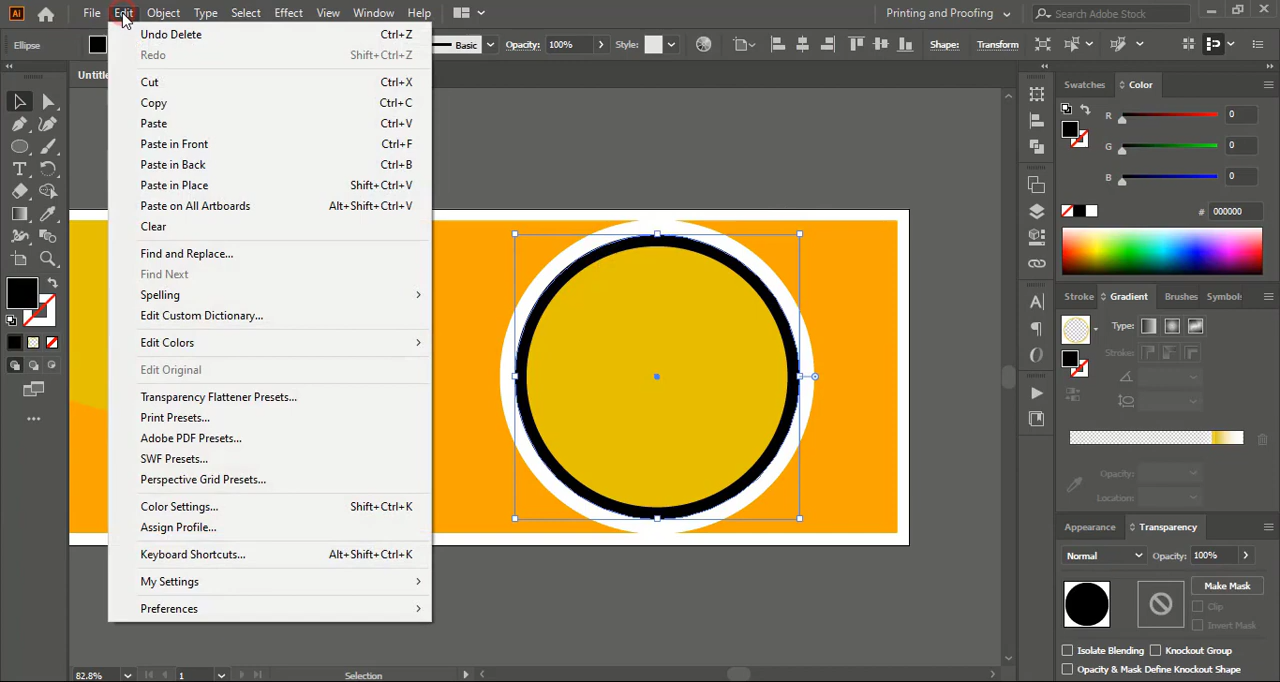 Ai File Edit Object Type Select Effect View Window Help Printing and Proofing Search Adobe Stock
Ellipse Basic Opacity: 100% Style: Shape: Transform
Untitle
Undo Delete Ctrl+Z
Redo Shift+Ctrl+Z
Cut Ctrl+X
Copy Ctrl+C
Paste Ctrl+V
Paste in Front Ctrl+F
Paste in Back Ctrl+B
Paste in Place Shift+Ctrl+V
Paste on All Artboards Alt+Shift+Ctrl+V
Clear
Find and Replace...
Find Next
Spelling
Edit Custom Dictionary...
Edit Colors
Edit Original
Transparency Flattener Presets...
Print Presets...
Adobe PDF Presets...
SWF Presets...
Perspective Grid Presets...
Color Settings... Shift+Ctrl+K
Assign Profile...
Keyboard Shortcuts... Alt+Shift+Ctrl+K
My Settings
Preferences
82.8% 1 Selection
Swatches Color
R 0
G 0
B 0
# 000000
Stroke Gradient Brushes Symbols
Type:
Stroke:
Opacity:
Location:
Appearance Transparency
Normal Opacity: 100%
Make Mask
Clip
Invert Mask
Isolate Blending Knockout Group
Opacity & Mask Define Knockout Shape